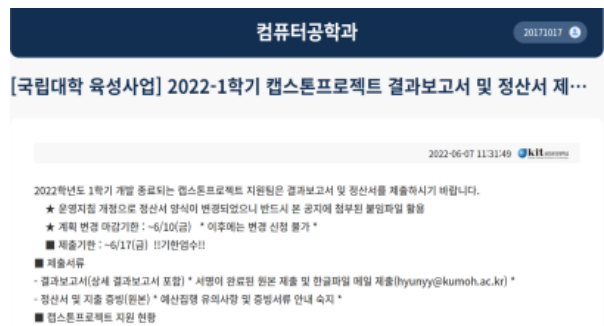 컴퓨터공학과
20171017
[국립대학 육성사업] 2022-1학기 캡스톤프로젝트 결과보고서 및 정산서 제…
2022-06-07 11:31:49 kit
2022학년도 1학기 개발 종료되는 캡스톤프로젝트 지원팀은 결과보고서 및 정산서를 제출하시기 바랍니다.
★ 운영지침 개정으로 정산서 양식이 변경되었으니 반드시 본 공지에 첨부된 붙임파일 활용
★ 계획 변경 마감기한 : ~6/10(금) * 이후에는 변경 신청 불가 *
■ 제출기한 : ~6/17(금) !!기한엄수!!
■ 제출서류
- 결과보고서(상세 결과보고서 포함) * 서명이 완료된 원본 제출 및 한글파일 메일 제출(hyunyy@kumoh.ac.kr) *
- 정산서 및 지출 증빙(원본) * 예산집행 유의사항 및 증빙서류 안내 숙지 *
■ 캡스톤프로젝트 지원 현황